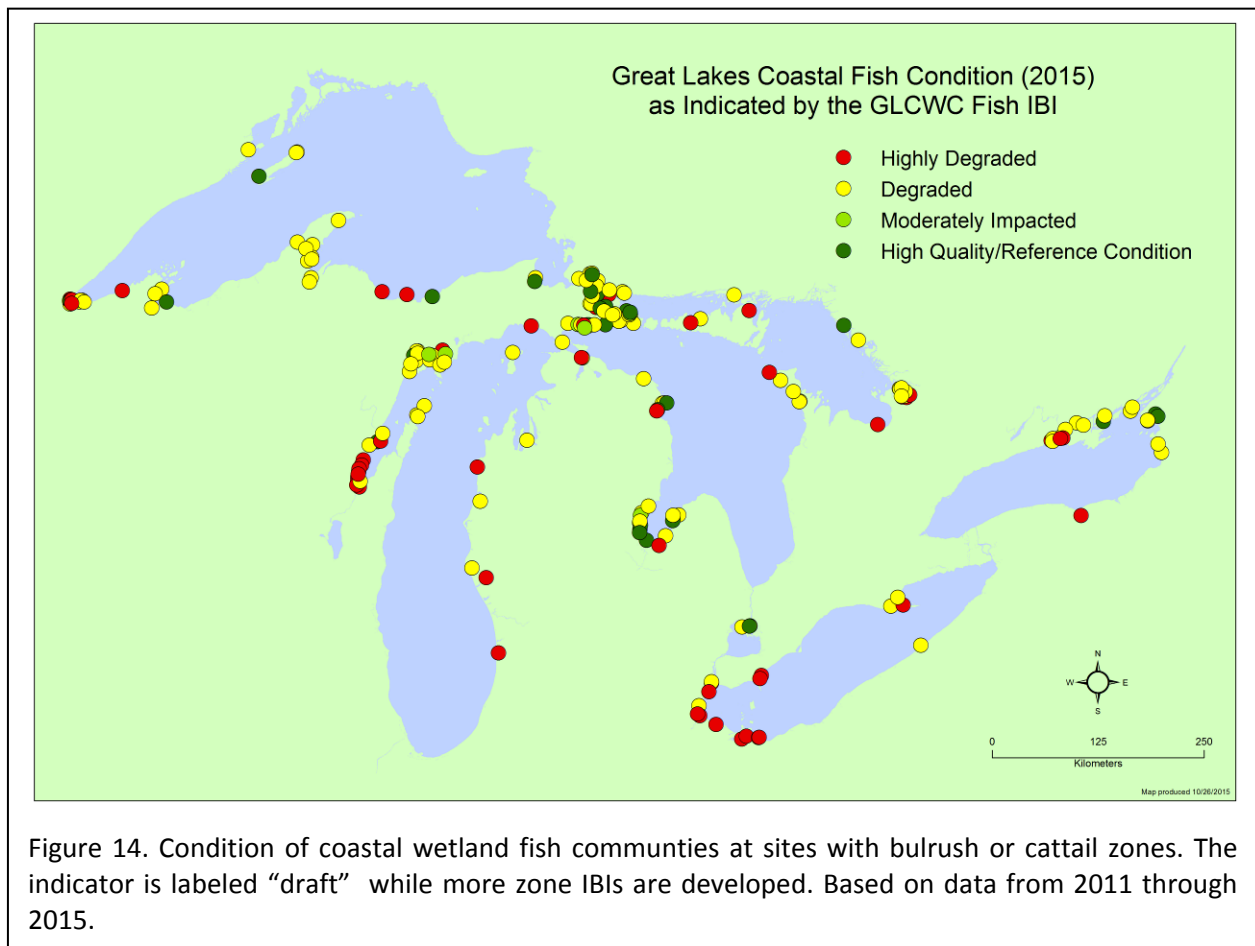 Great Lakes Coastal Fish Condition (2015)
as Indicated by the GLCWC Fish IBI
Highly Degraded
Degraded
Moderately Impacted
High Quality/Reference Condition
N
W E
S
0 125 250
Kilometers
Map produced 10/26/2015
Figure 14. Condition of coastal wetland fish communties at sites with bulrush or cattail zones. The
indicator is labeled “draft” while more zone IBIs are developed. Based on data from 2011 through
2015.